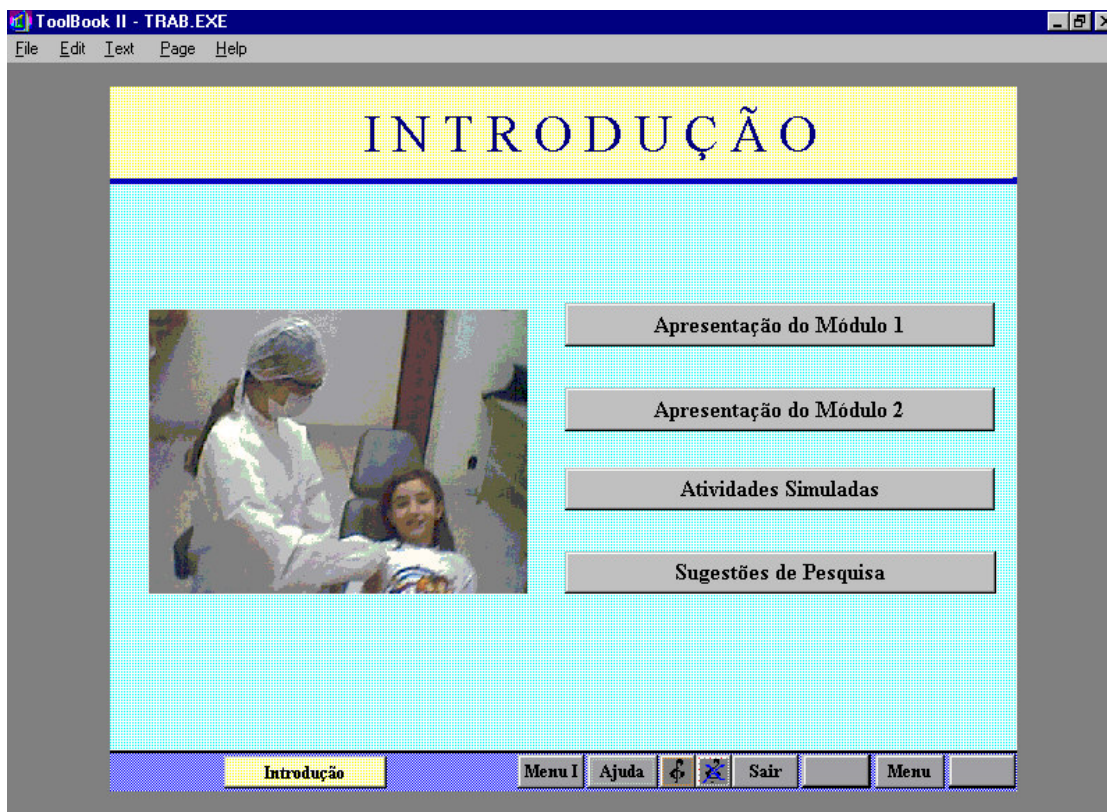 ToolBook II - TRAB.EXE
File Edit Text Page Help
INTRODUÇÃO
Apresentação do Módulo 1
Apresentação do Módulo 2
Atividades Simuladas
Sugestões de Pesquisa
Introdução Menu I Ajuda Sair Menu